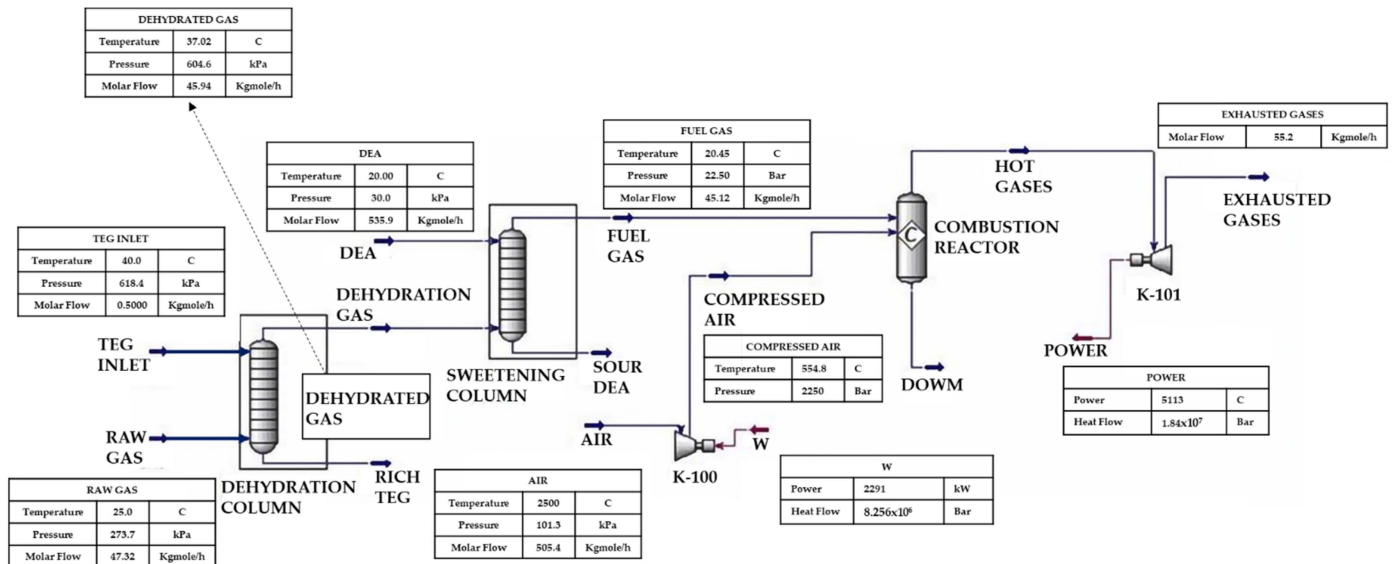 DEHYDRATED GAS
Temperature 37.02 C
Pressure 604.6 kPa
Molar Flow 45.94 Kgmole/h
DEA
Temperature 20.00 C
Pressure 30.0 kPa
Molar Flow 535.9 Kgmole/h
FUEL GAS
Temperature 20.45 C
Pressure 22.50 Bar
Molar Flow 45.12 Kgmole/h
EXHAUSTED GASES
Molar Flow 55.2 Kgmole/h
TEG INLET
Temperature 40.0 C
Pressure 618.4 kPa
Molar Flow 0.5000 Kgmole/h
DEA
FUEL
GAS
HOT
GASES
EXHAUSTED
GASES
C
COMBUSTION
REACTOR
K-101
DEHYDRATION
GAS
COMPRESSED
AIR
TEG
INLET
SWEETENING
COLUMN
SOUR
DEA
COMPRESSED AIR
Temperature 554.8 C
Pressure 2250 Bar
DOWM
POWER
POWER
Power 5113 C
Heat Flow 1.84x10⁷ Bar
DEHYDRATED
GAS
RAW
GAS
AIR
K-100
W
DEHYDRATION
COLUMN
RICH
TEG
RAW GAS
Temperature 25.0 C
Pressure 273.7 kPa
Molar Flow 47.32 Kgmole/h
AIR
Temperature 2500 C
Pressure 101.3 kPa
Molar Flow 505.4 Kgmole/h
W
Power 2291 kW
Heat Flow 8.256x10⁶ Bar